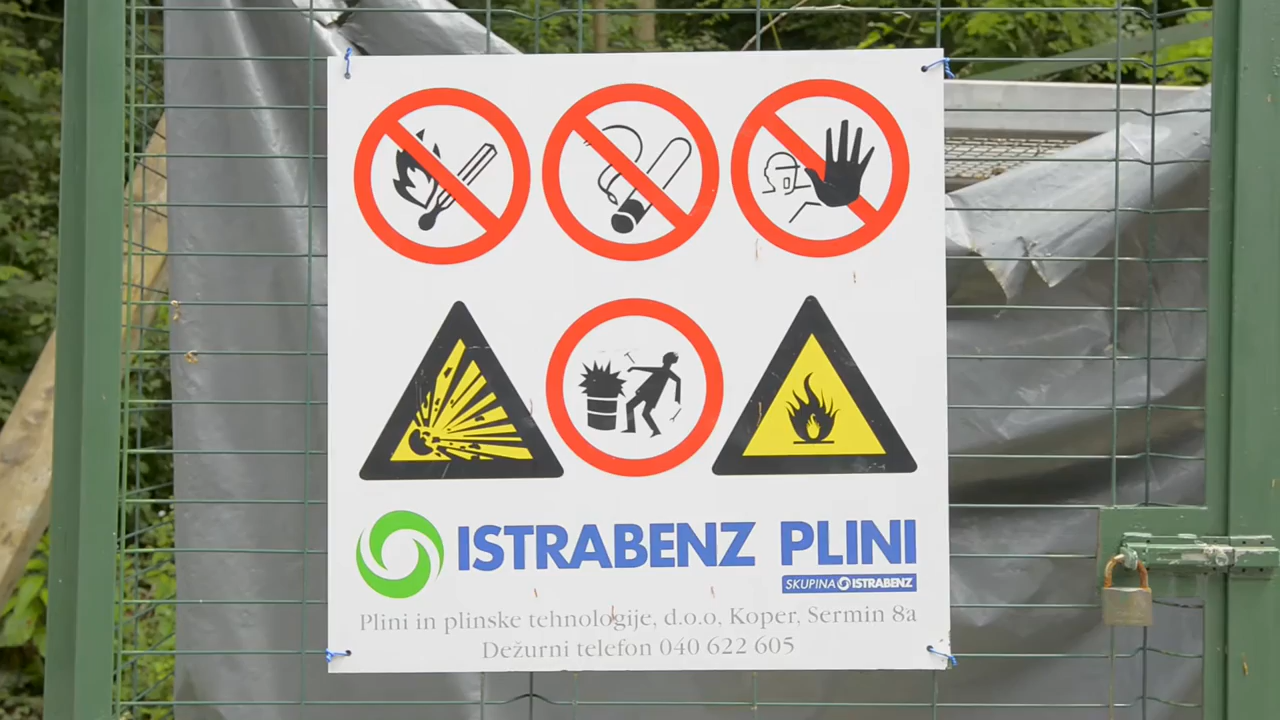 ISTRABENZ PLINI
SKUPINA ISTRABENZ
Plini in plinske tehnologije, d.o.o, Koper, Sermin 8a
Dežurni telefon 040 622 605